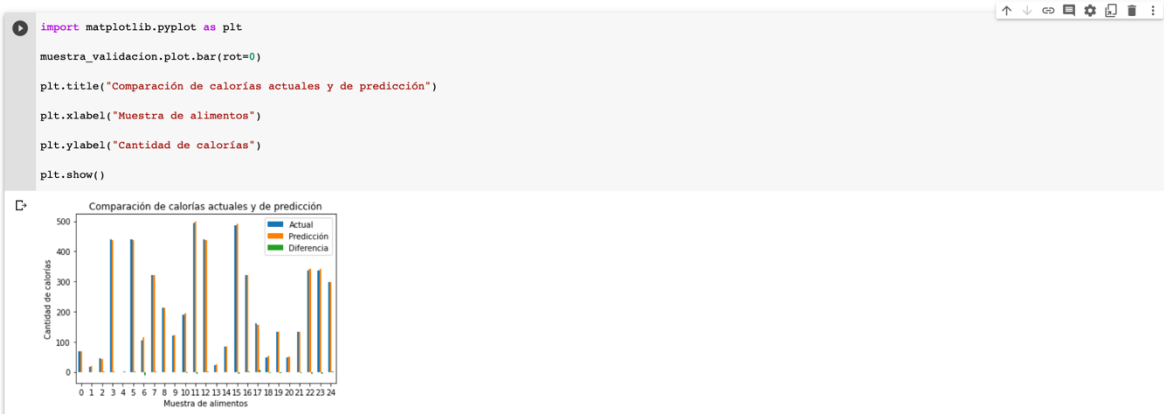 import matplotlib.pyplot as plt
muestra_validacion.plot.bar(rot=0)
plt.title("Comparación de calorías actuales y de predicción")
plt.xlabel("Muestra de alimentos")
plt.ylabel("Cantidad de calorías")
plt.show()
Comparación de calorías actuales y de predicción
Actual
Predicción
Diferencia
500
400
300
200
100
0
Cantidad de calorías
0 1 2 3 4 5 6 7 8 9 10 11 12 13 14 15 16 17 18 19 20 21 22 23 24
Muestra de alimentos